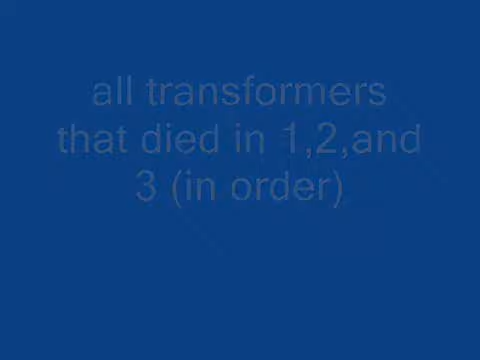 all transformers
that died in 1,2,and
3 (in order)